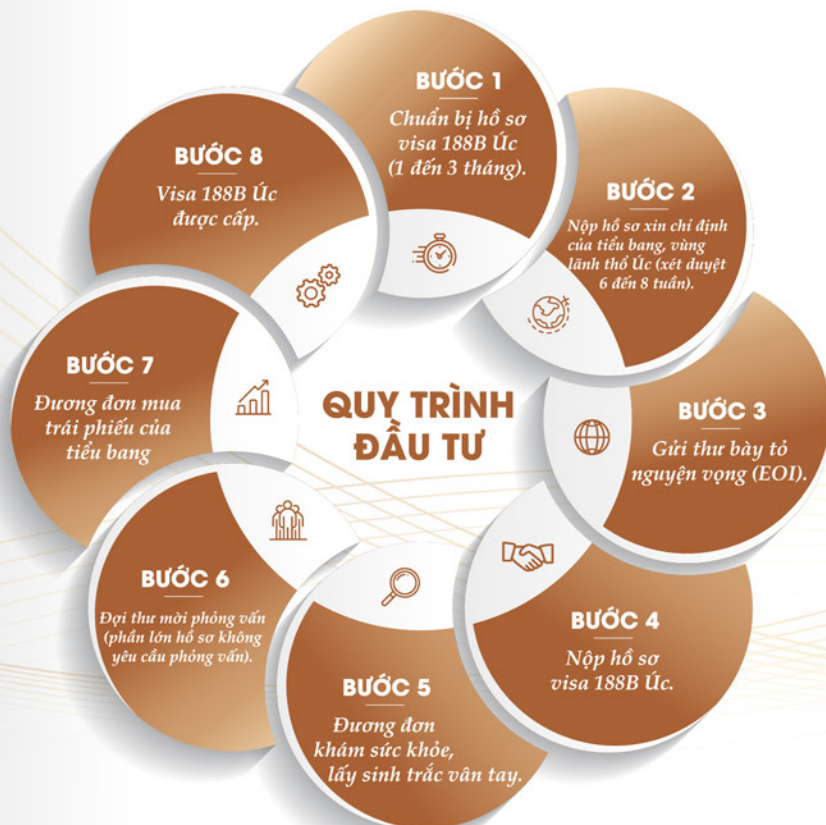 QUY TRÌNH
ĐẦU TƯ
BƯỚC 1
Chuẩn bị hồ sơ
visa 188B Úc
(1 đến 3 tháng).
BƯỚC 2
Nộp hồ sơ xin chỉ định
của tiểu bang, vùng
lãnh thổ Úc (xét duyệt
6 đến 8 tuần).
BƯỚC 3
Gửi thư bày tỏ
nguyện vọng (EOI).
BƯỚC 4
Nộp hồ sơ
visa 188B Úc.
BƯỚC 5
Đương đơn
khám sức khỏe,
lấy sinh trắc vân tay.
BƯỚC 6
Đợi thư mời phỏng vấn
(phần lớn hồ sơ không
yêu cầu phỏng vấn).
BƯỚC 7
Đương đơn mua
trái phiếu của
tiểu bang
BƯỚC 8
Visa 188B Úc
được cấp.